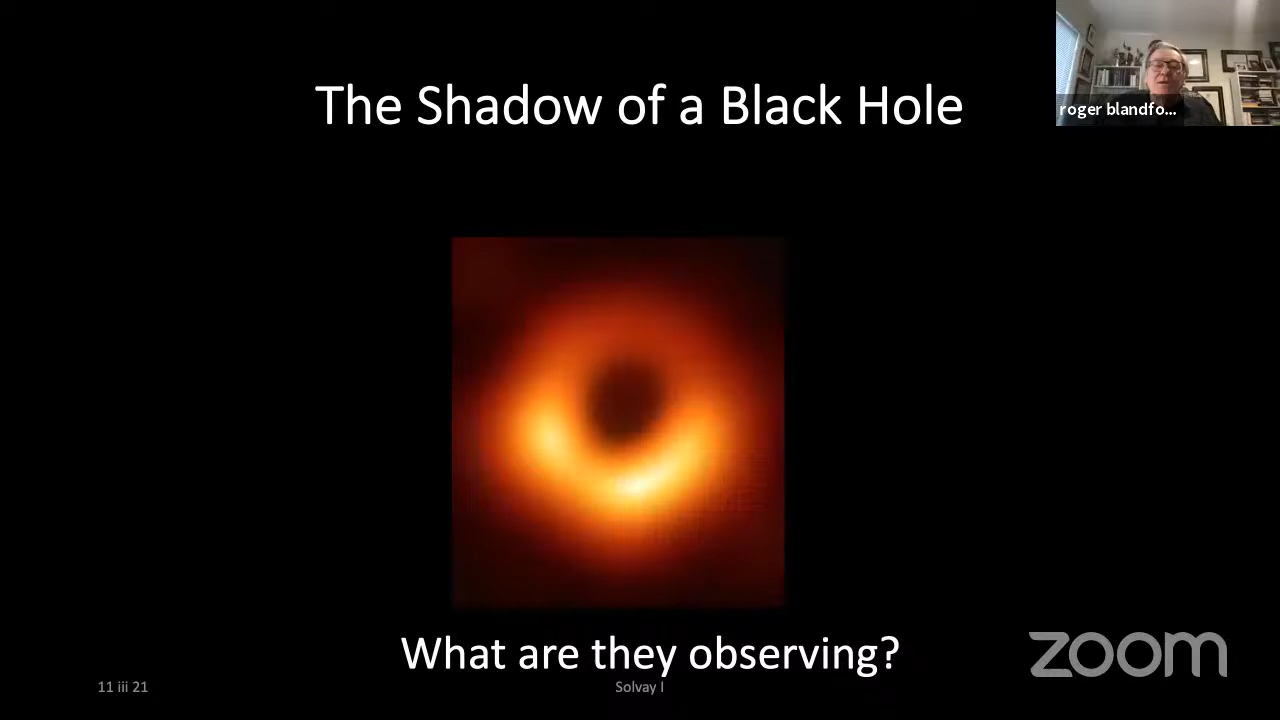 The Shadow of a Black Hole
roger blandfo...
What are they observing?
zoom
11 iii 21
Solvay I